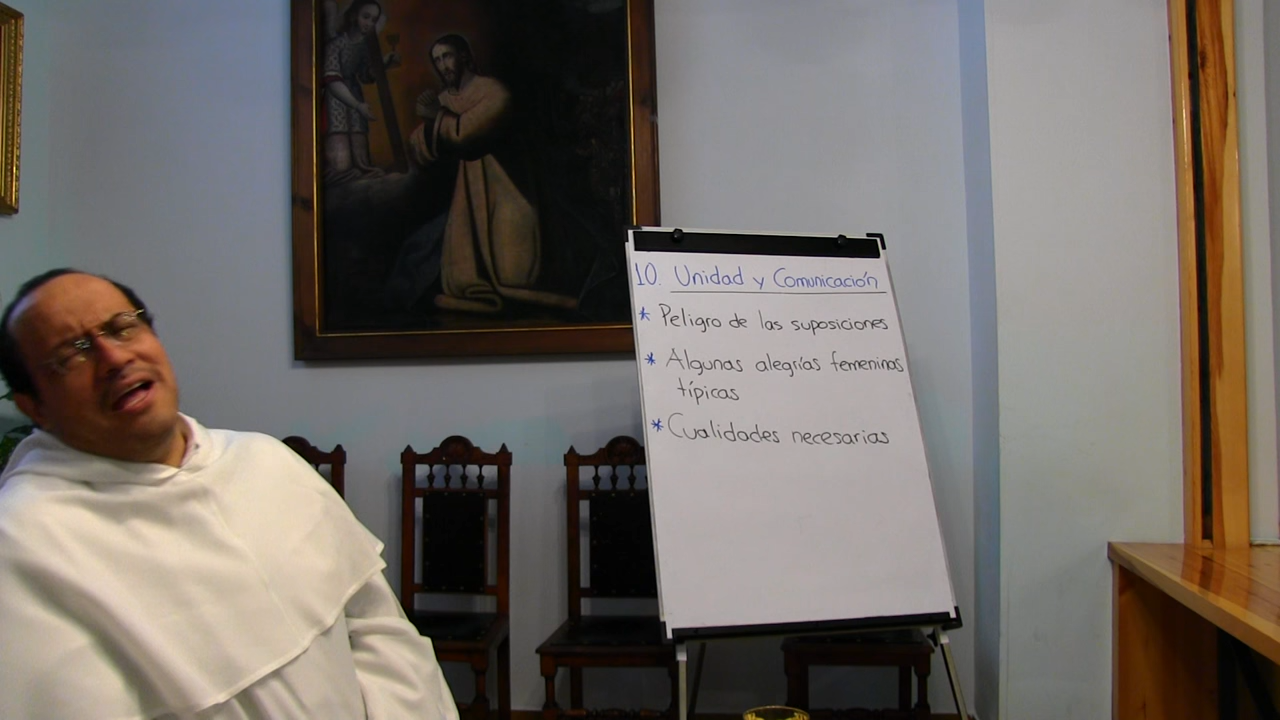 10. Unidad y Comunicación
* Peligro de las suposiciones
* Algunas alegrías femeninas
típicas
* Cualidades necesarias